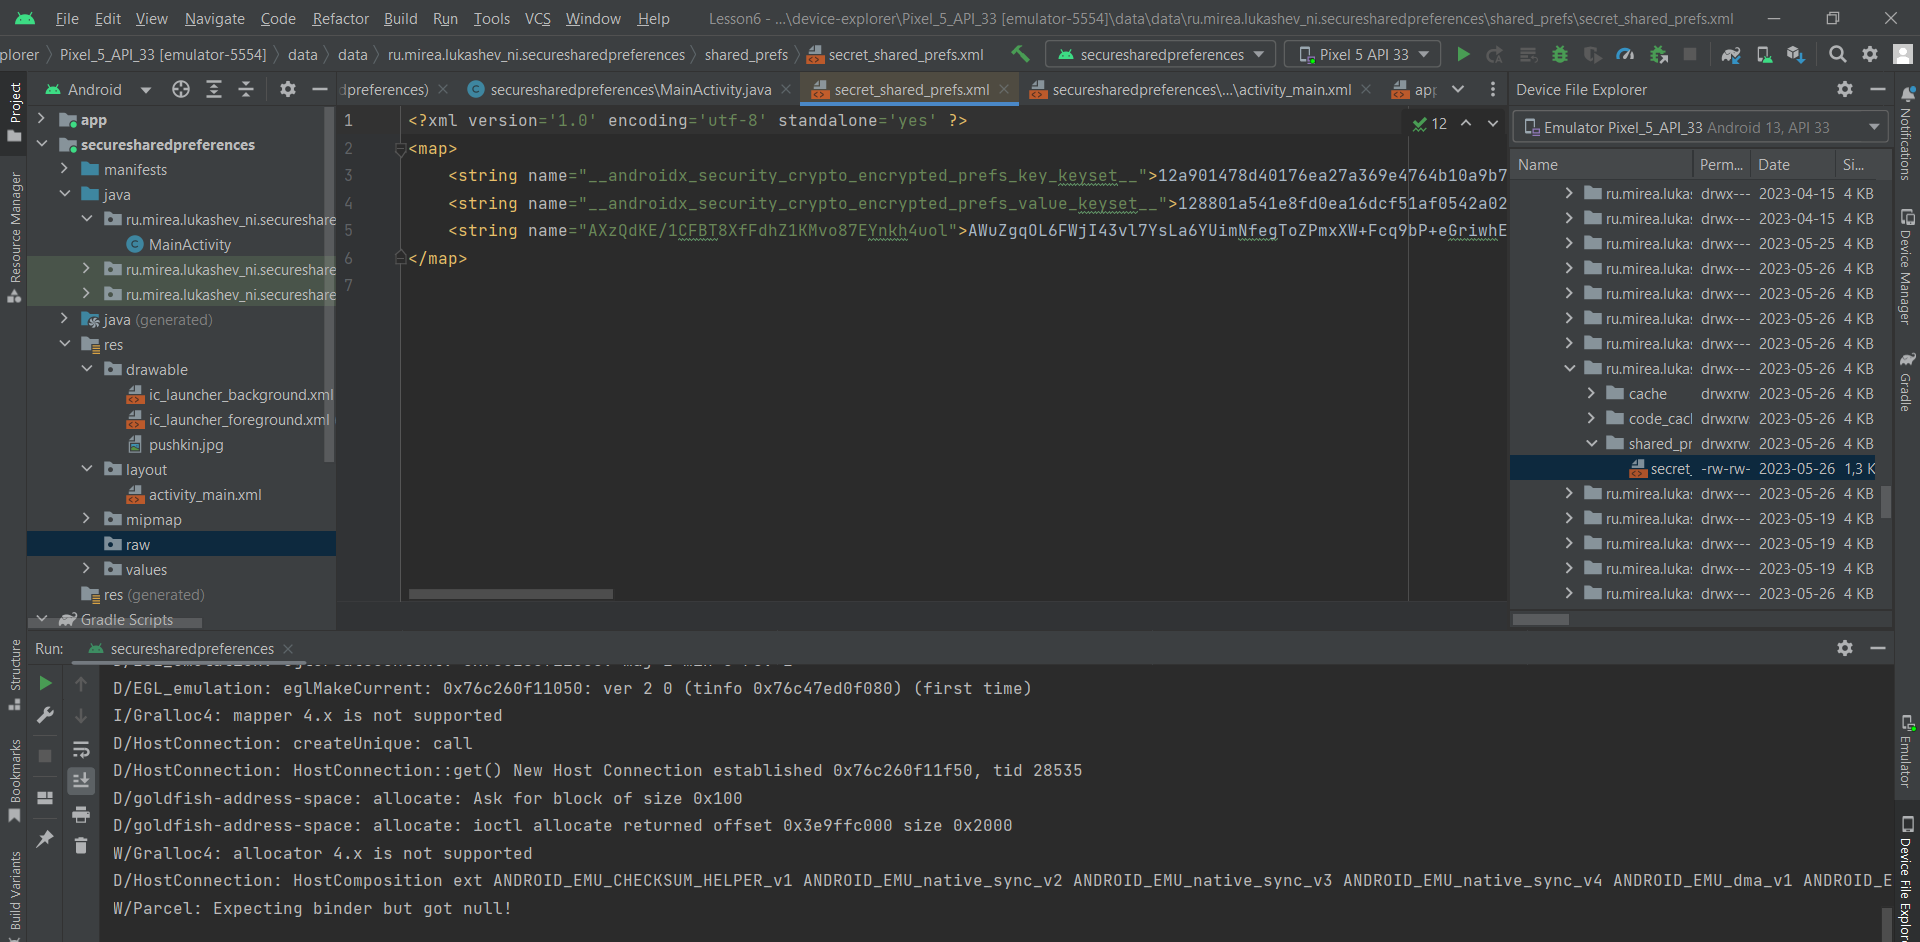 File Edit View Navigate Code Refactor Build Run Tools VCS Window Help Lesson6 - ...\device-explorer\Pixel_5_API_33 [emulator-5554]\data\data\ru.mirea.lukashev_ni.securesharedpreferences\shared_prefs\secret_shared_prefs.xml
plorer Pixel_5_API_33 [emulator-5554] data data ru.mirea.lukashev_ni.securesharedpreferences shared_prefs secret_shared_prefs.xml securesharedpreferences Pixel 5 API 33
Project
Resource Manager
Structure
Bookmarks
Build Variants
Android
app
securesharedpreferences
manifests
java
ru.mirea.lukashev_ni.secureshare
MainActivity
ru.mirea.lukashev_ni.secureshare
ru.mirea.lukashev_ni.secureshare
java (generated)
res
drawable
ic_launcher_background.xml
ic_launcher_foreground.xml
pushkin.jpg
layout
activity_main.xml
mipmap
raw
values
res (generated)
Gradle Scripts
dpreferences) securesharedpreferences\MainActivity.java secret_shared_prefs.xml securesharedpreferences\...\activity_main.xml app
12
1 <?xml version='1.0' encoding='utf-8' standalone='yes' ?>
2 <map>
3 <string name="__androidx_security_crypto_encrypted_prefs_key_keyset__">12a901478d40176ea27a369e4764b10a9b7
4 <string name="__androidx_security_crypto_encrypted_prefs_value_keyset__">128801a541e8fd0ea16dcf51af0542a02
5 <string name="AXzQdKE/1CFBT8XfFdhZ1KMvo87EYnkh4uol">AWuZgqOL6FWjI43vl7YsLa6YUimNfegToZPmxXW+Fcq9bP+eGriwhE
6 </map>
7
Device File Explorer
Emulator Pixel_5_API_33 Android 13, API 33
Name Perm... Date Si...
ru.mirea.lukas drwx--- 2023-04-15 4 KB
ru.mirea.lukas drwx--- 2023-04-15 4 KB
ru.mirea.lukas drwx--- 2023-05-25 4 KB
ru.mirea.lukas drwx--- 2023-05-26 4 KB
ru.mirea.lukas drwx--- 2023-05-26 4 KB
ru.mirea.lukas drwx--- 2023-05-26 4 KB
ru.mirea.lukas drwx--- 2023-05-26 4 KB
ru.mirea.lukas drwx--- 2023-05-26 4 KB
cache drwxrw 2023-05-26 4 KB
code_cacl drwxrw 2023-05-26 4 KB
shared_pr drwxrw 2023-05-26 4 KB
secret_ -rw-rw- 2023-05-26 1,3 K
ru.mirea.lukas drwx--- 2023-05-26 4 KB
ru.mirea.lukas drwx--- 2023-05-19 4 KB
ru.mirea.lukas drwx--- 2023-05-19 4 KB
ru.mirea.lukas drwx--- 2023-05-19 4 KB
ru.mirea.lukas drwx--- 2023-05-26 4 KB
Notifications
Device Manager
Gradle
Emulator
Device File Explor
Run: securesharedpreferences
D/EGL_emulation: eglMakeCurrent: 0x76c260f11050: ver 2 0 (tinfo 0x76c47ed0f080) (first time)
I/Gralloc4: mapper 4.x is not supported
D/HostConnection: createUnique: call
D/HostConnection: HostConnection::get() New Host Connection established 0x76c260f11f50, tid 28535
D/goldfish-address-space: allocate: Ask for block of size 0x100
D/goldfish-address-space: allocate: ioctl allocate returned offset 0x3e9ffc000 size 0x2000
W/Gralloc4: allocator 4.x is not supported
D/HostConnection: HostComposition ext ANDROID_EMU_CHECKSUM_HELPER_v1 ANDROID_EMU_native_sync_v2 ANDROID_EMU_native_sync_v3 ANDROID_EMU_native_sync_v4 ANDROID_EMU_dma_v1 ANDROID_E
W/Parcel: Expecting binder but got null!